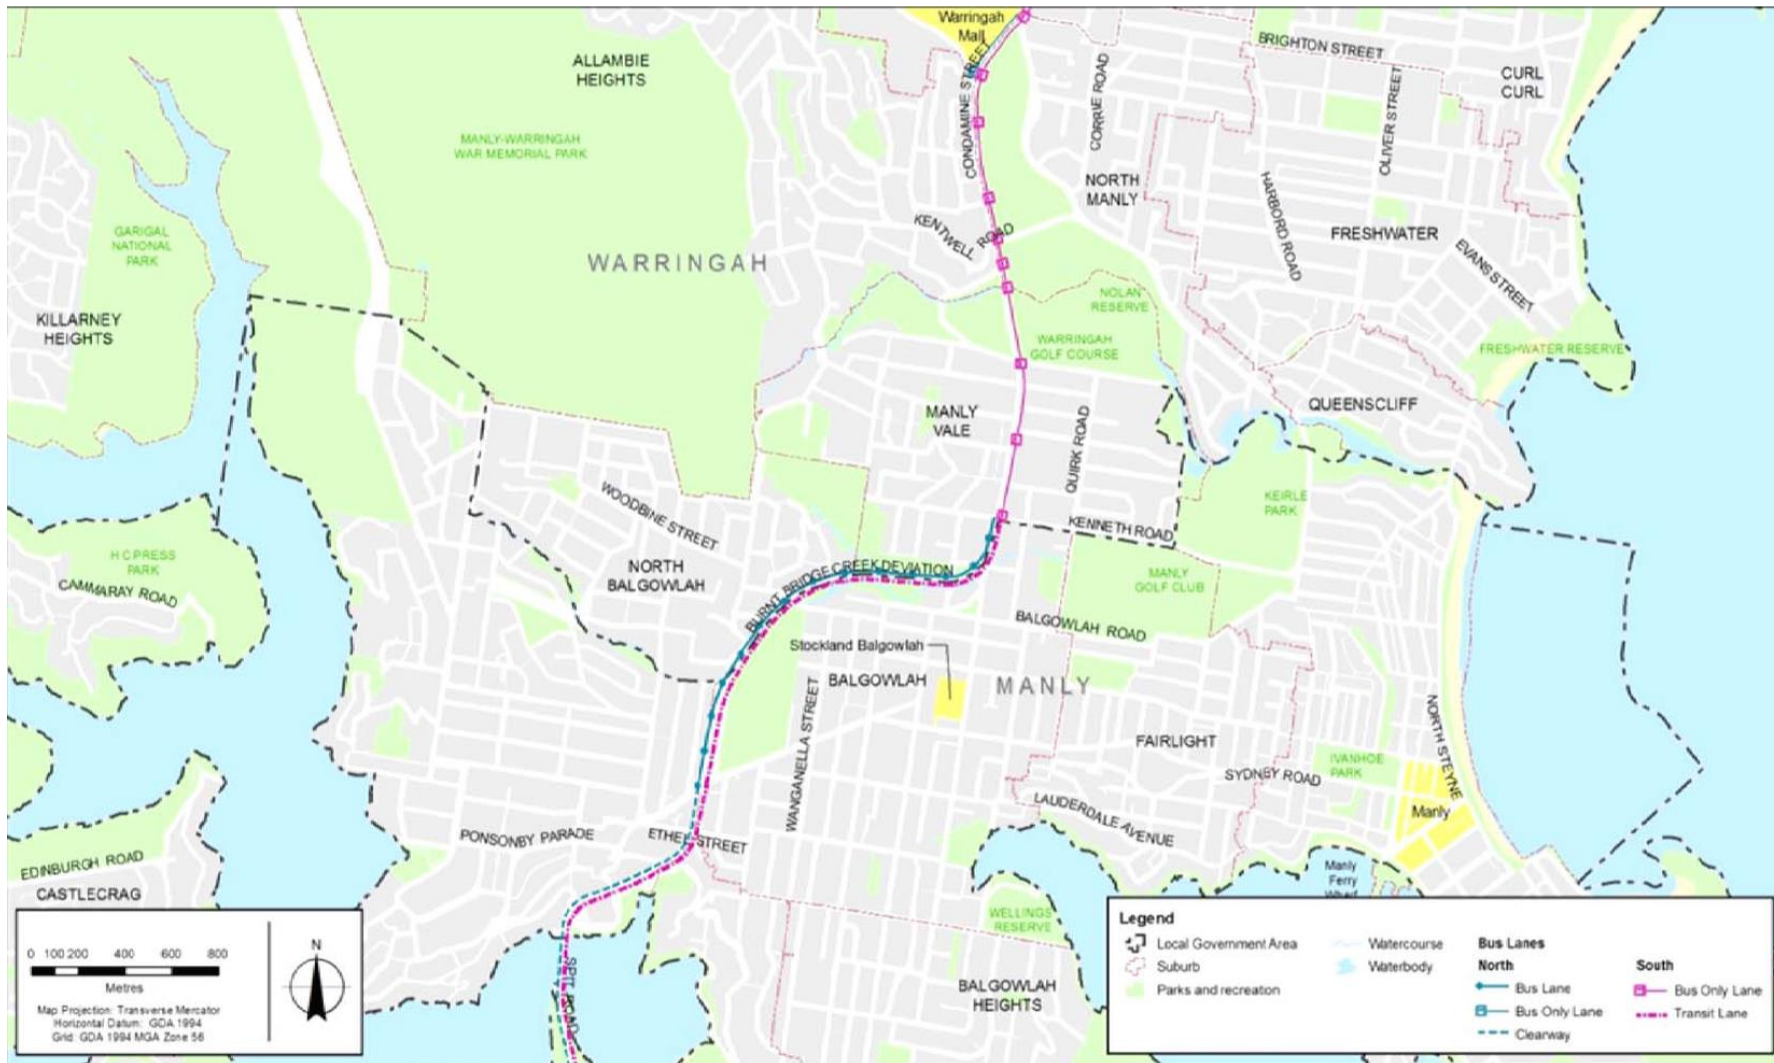 Warringah
Mall
BRIGHTON STREET
ALLAMBIE
HEIGHTS
CURL
CURL
CONDAMINE STREET
CORRIE ROAD
OLIVER STREET
MANLY-WARRINGAH
WAR MEMORIAL PARK
NORTH
MANLY
HARBORD ROAD
GARIGAL
NATIONAL
PARK
KENTWELL ROAD
FRESHWATER
EVANS STREET
WARRINGAH
NOLAN
RESERVE
KILLARNEY
HEIGHTS
WARRINGAH
GOLF COURSE
FRESHWATER RESERVE
MANLY
VALE
QUIRK ROAD
QUEENSCLIFF
WOODBINE STREET
KEIRLE
PARK
KENNETH ROAD
H C PRESS
PARK
NORTH
BALGOWLAH
BURNT BRIDGE CREEK DEVIATION
CAMMARAY ROAD
MANLY
GOLF CLUB
BALGOWLAH ROAD
Stockland Balgowlah
BALGOWLAH
MANLY
WANGANELLA STREET
NORTH STEYNE
FAIRLIGHT
IVANHOE
PARK
SYDNEY ROAD
LAUDERDALE AVENUE
Manly
PONSONBY PARADE
ETHEL STREET
EDINBURGH ROAD
CASTLECRAG
Manly
Ferry
Wharf
WELLINGS
RESERVE
SPIT ROAD
BALGOWLAH
HEIGHTS
0 100 200 400 600 800
Metres
Map Projection: Transverse Mercator
Horizontal Datum: GDA 1994
Grid: GDA 1994 MGA Zone 56
N
Legend
Local Government Area
Suburb
Parks and recreation
Watercourse
Waterbody
Bus Lanes
North
Bus Lane
Bus Only Lane
Clearway
South
Bus Only Lane
Transit Lane